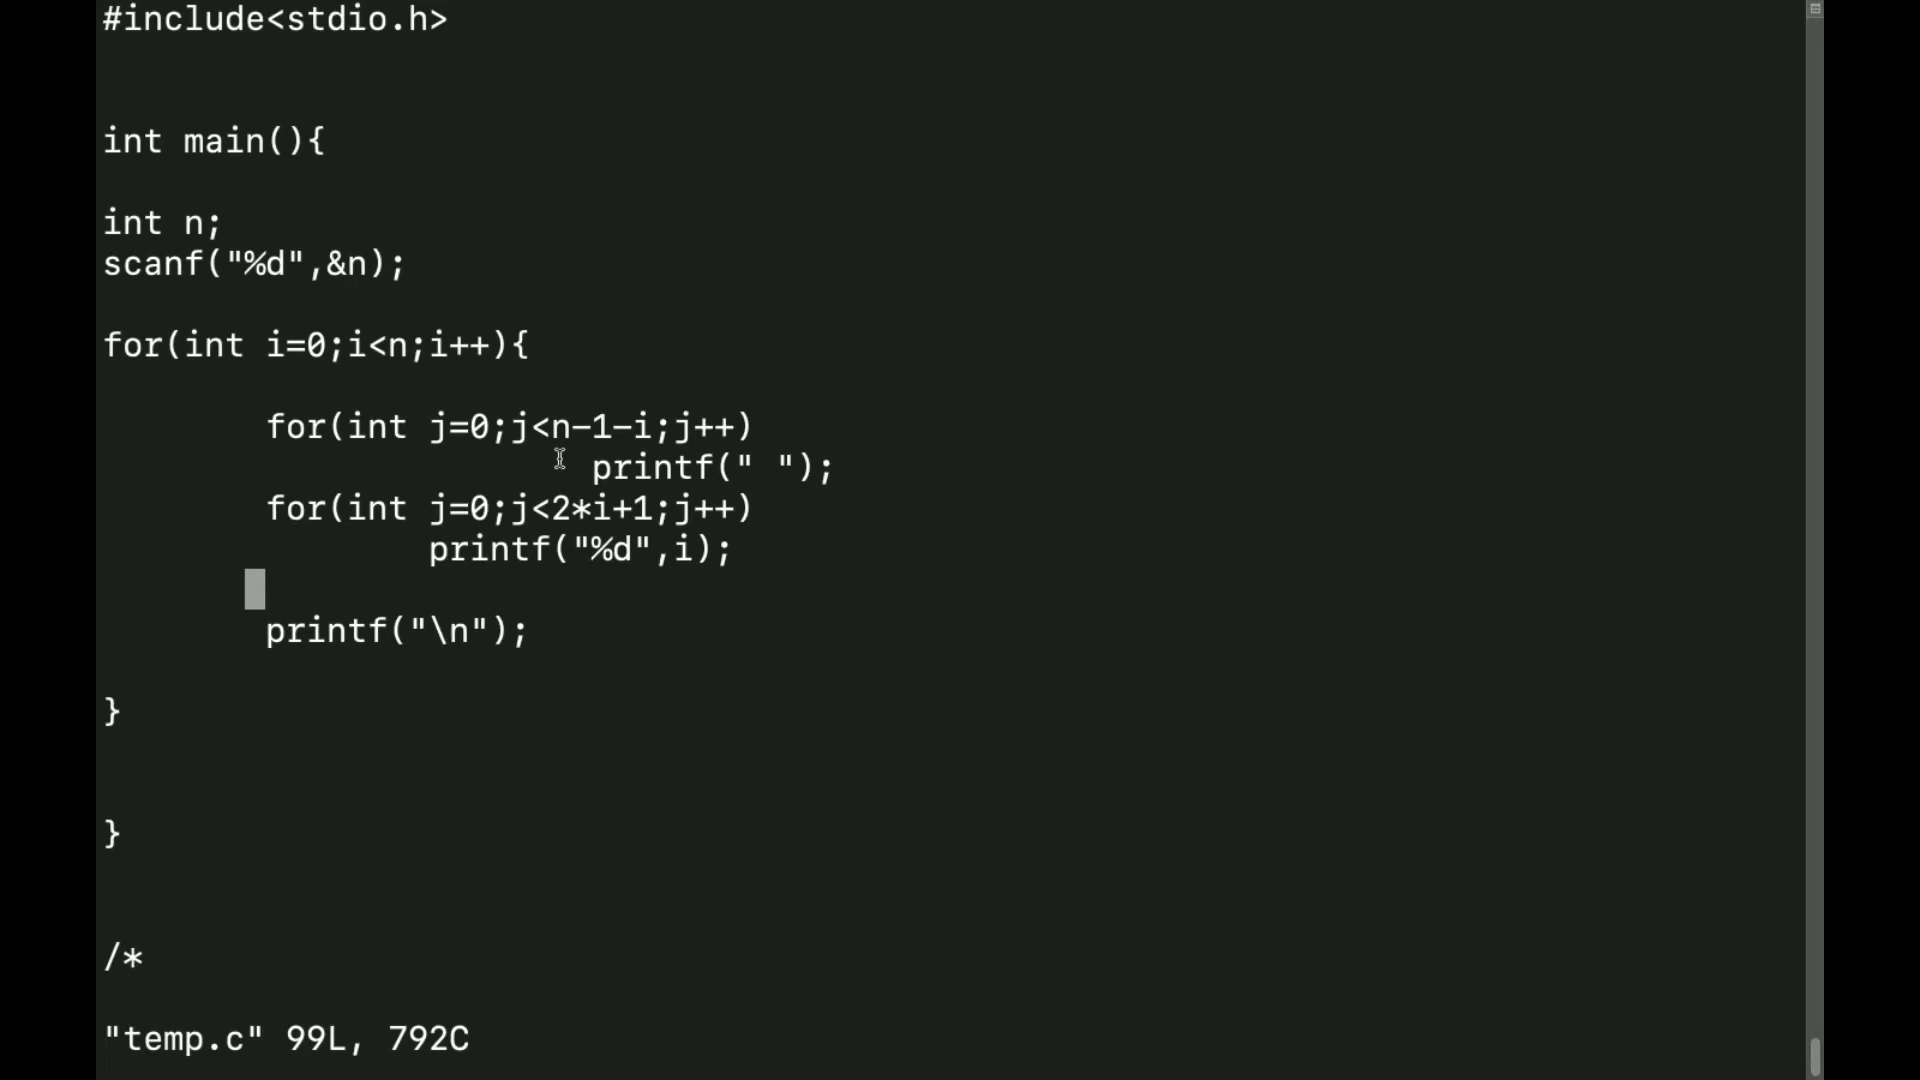 #include<stdio.h>
int main(){
int n;
scanf("%d",&n);
for(int i=0;i<n;i++){
for(int j=0;j<n-1-i;j++)
printf(" ");
for(int j=0;j<2*i+1;j++)
printf("%d",i);
printf("\n");
}
}
/*
"temp.c" 99L, 792C